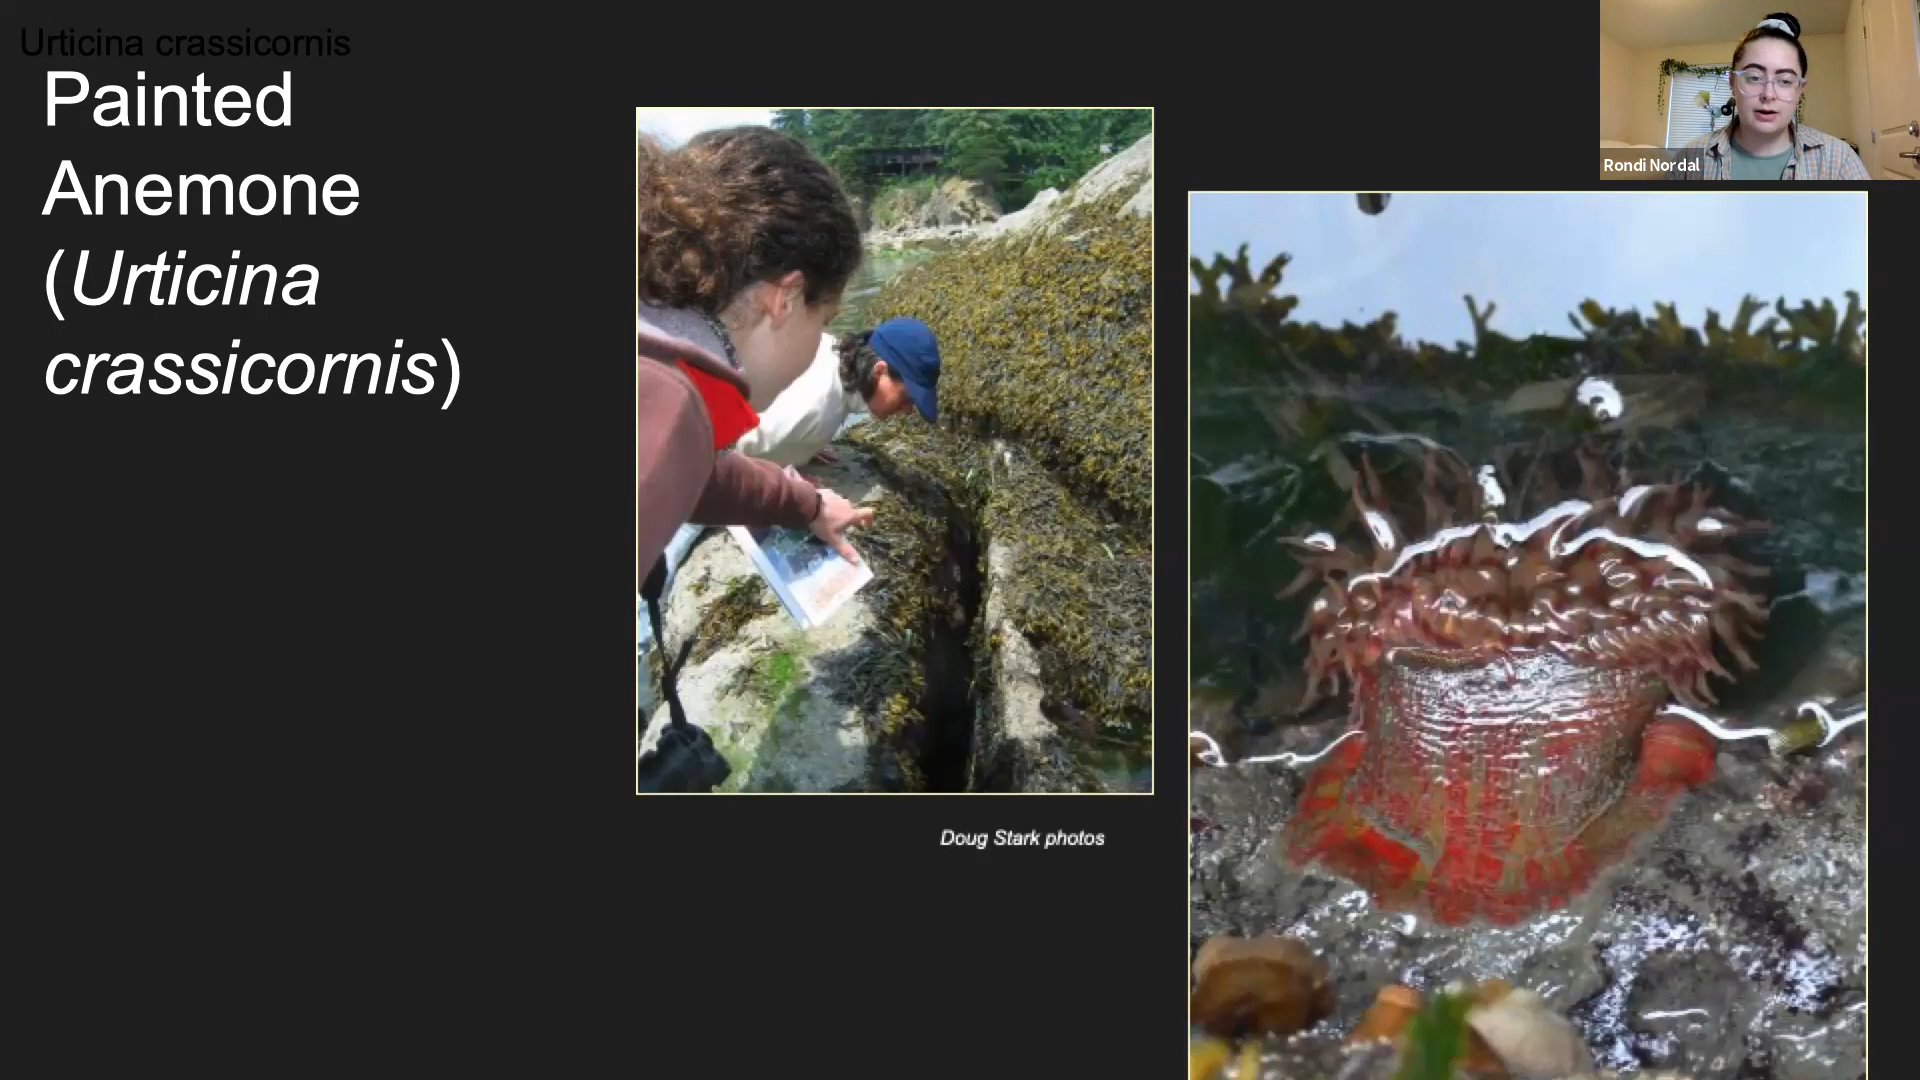 Urticina crassicornis
Painted
Anemone
(Urticina
crassicornis)
Rondi Nordal
Doug Stark photos